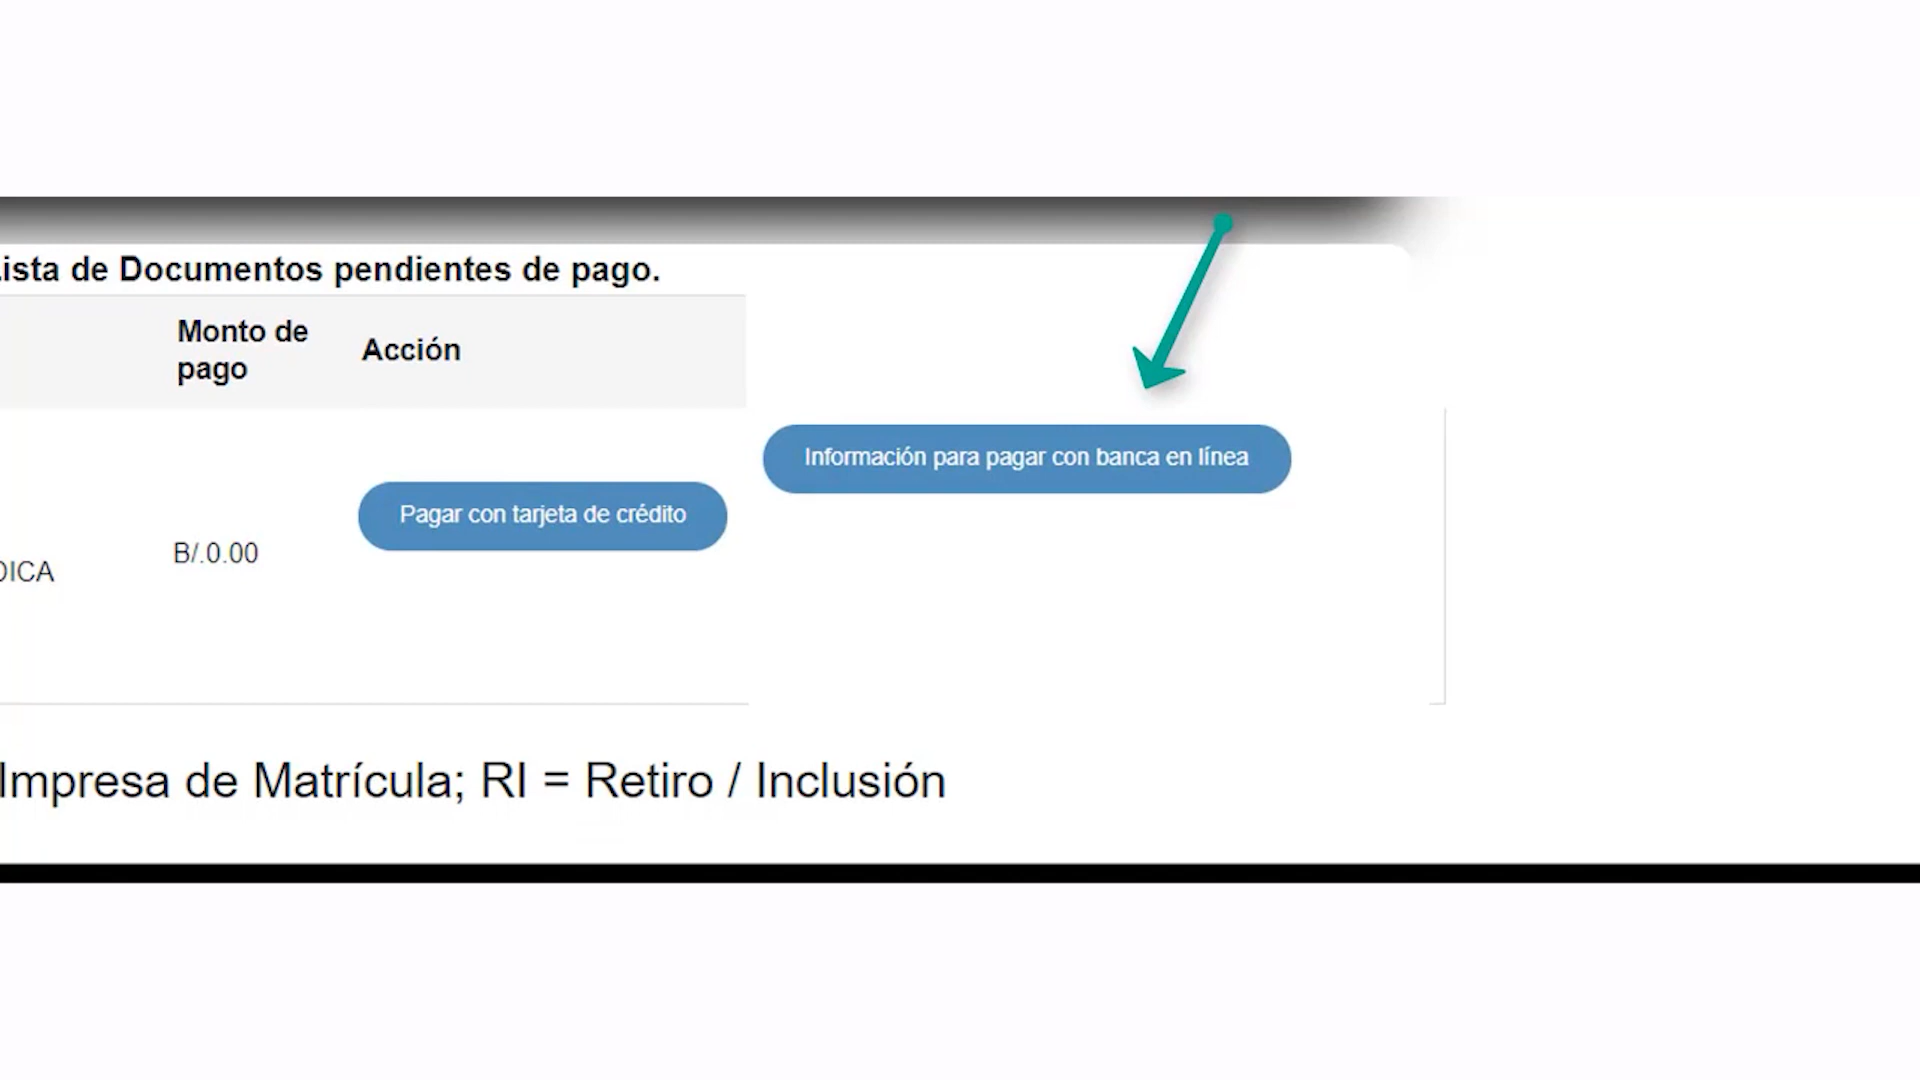 ista de Documentos pendientes de pago.
Monto de
pago
Acción
Información para pagar con banca en línea
Pagar con tarjeta de crédito
B/.0.00
DICA
Impresa de Matrícula; RI = Retiro / Inclusión